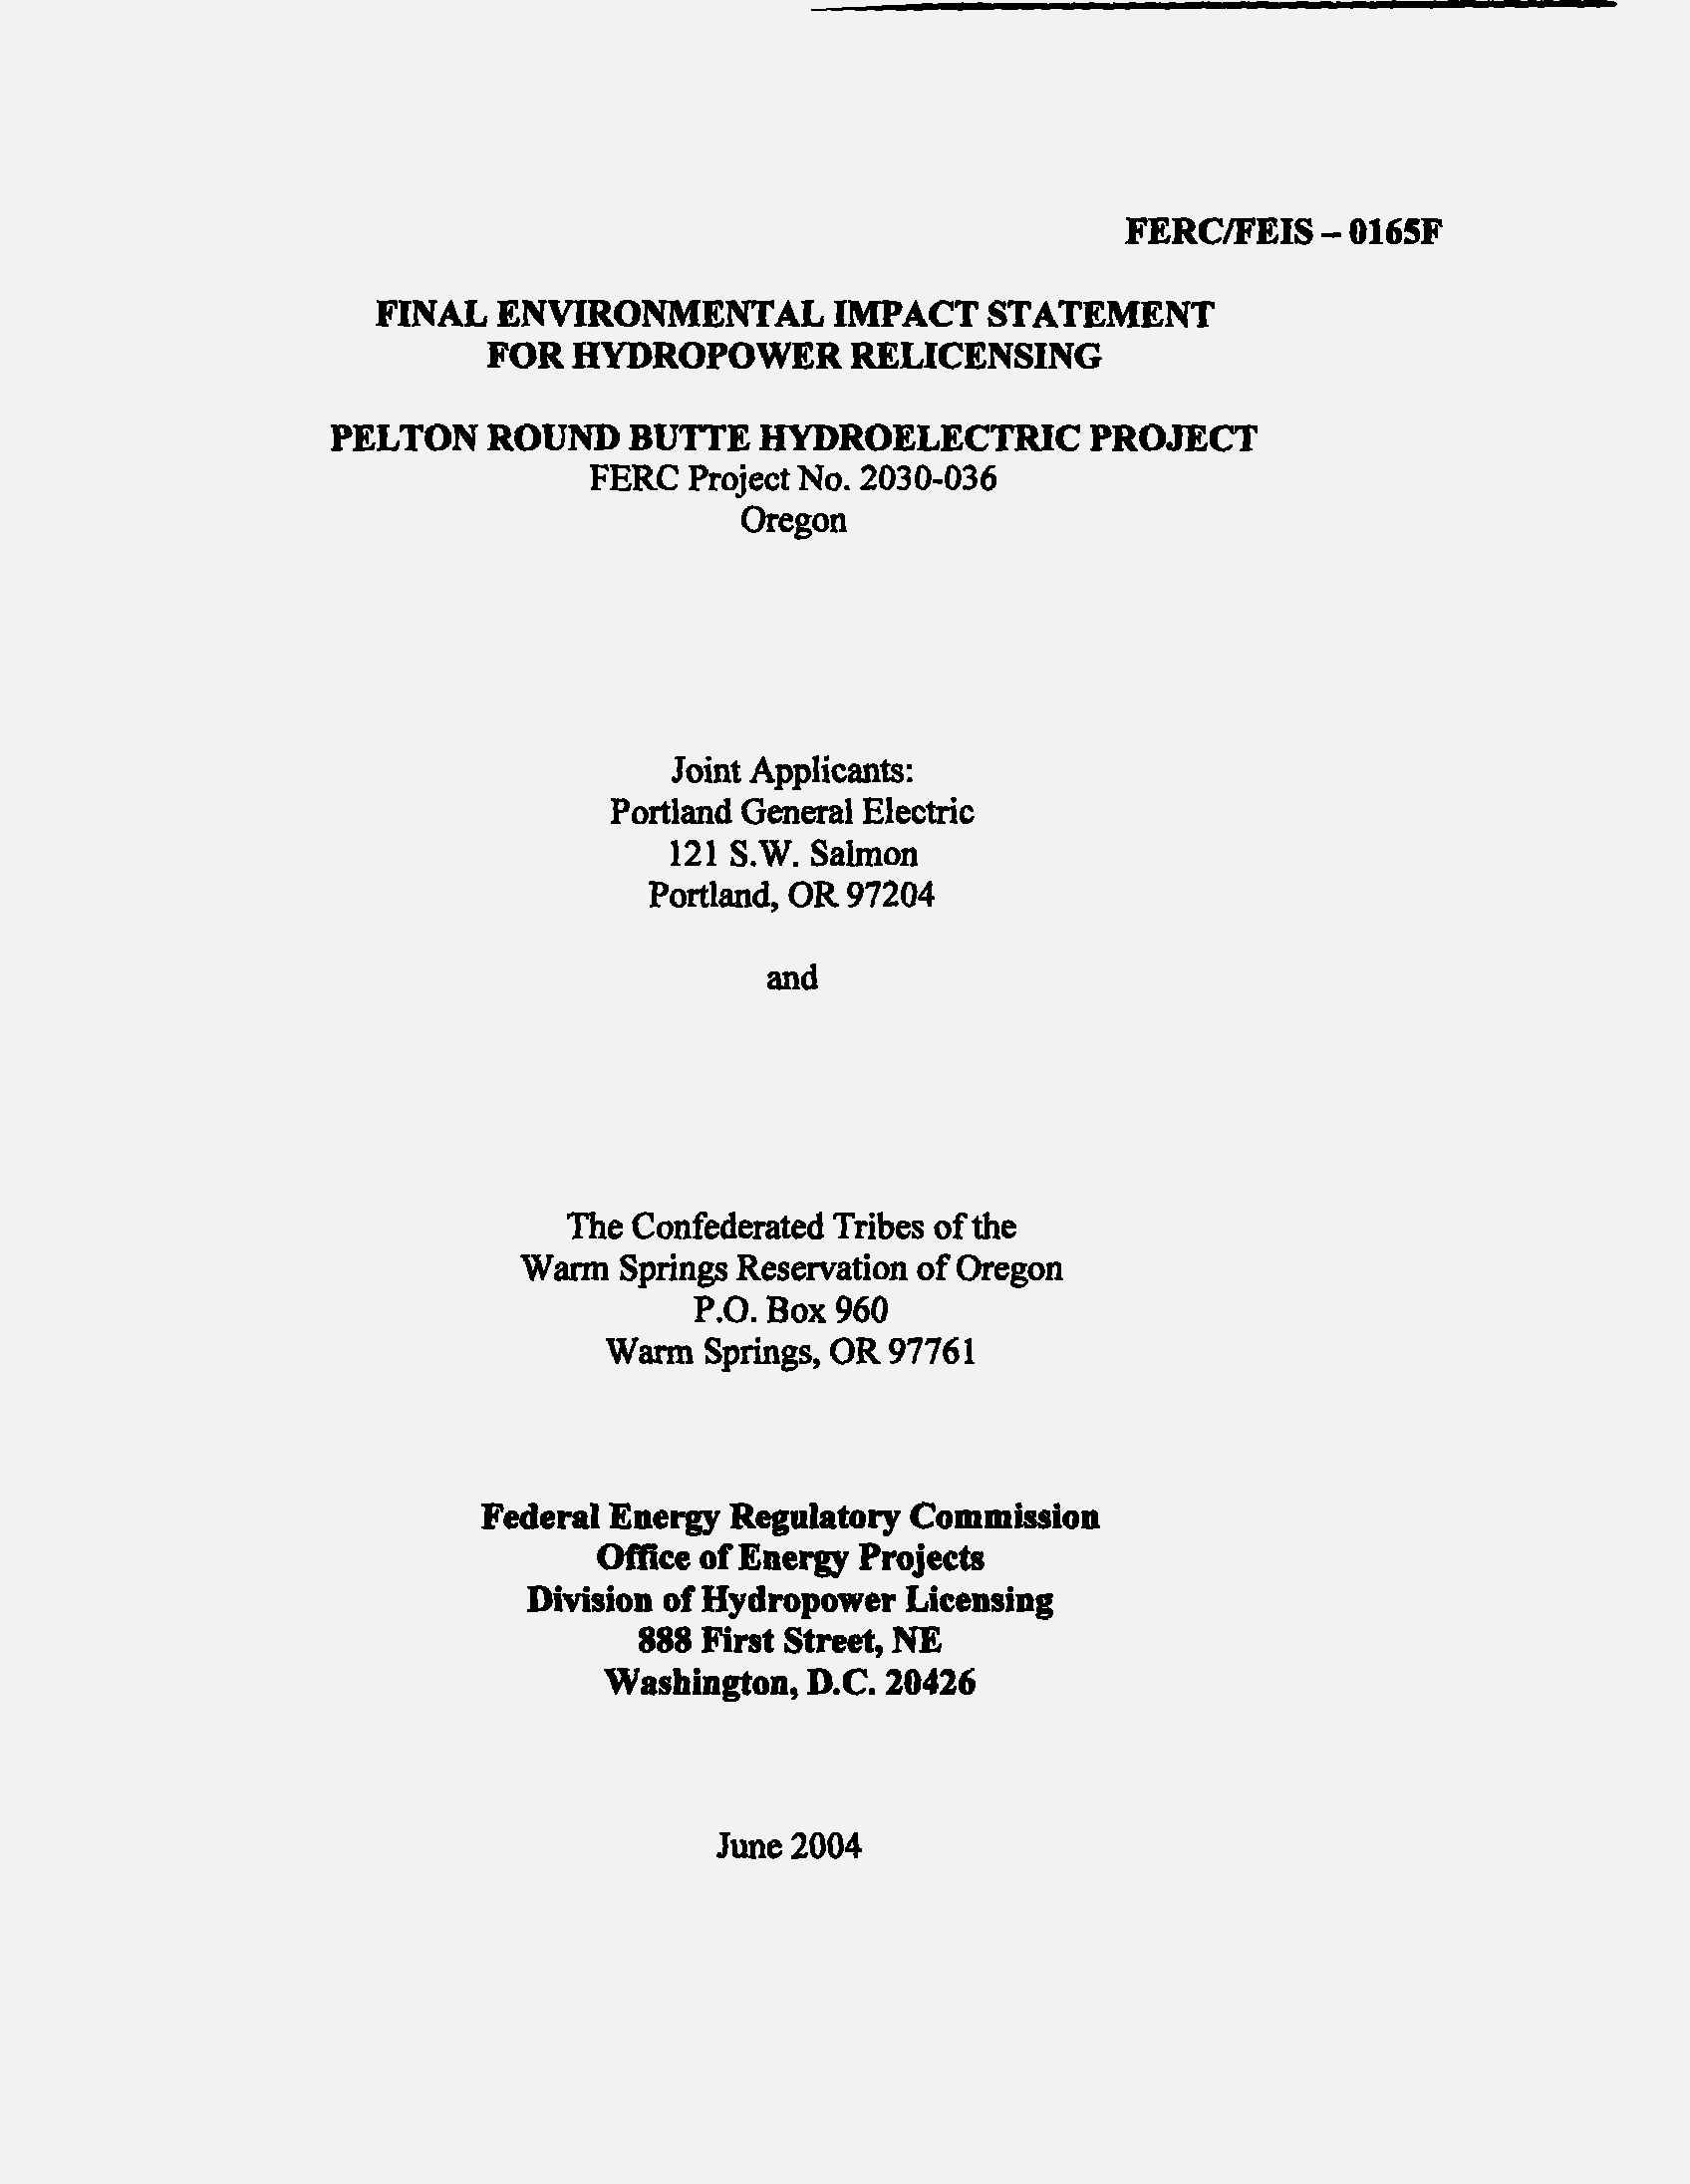 FERC/FEIS – 0165F
FINAL ENVIRONMENTAL IMPACT STATEMENT
FOR HYDROPOWER RELICENSING
PELTON ROUND BUTTE HYDROELECTRIC PROJECT
FERC Project No. 2030-036
Oregon
Joint Applicants:
Portland General Electric
121 S.W. Salmon
Portland, OR 97204
and
The Confederated Tribes of the
Warm Springs Reservation of Oregon
P.O. Box 960
Warm Springs, OR 97761
Federal Energy Regulatory Commission
Office of Energy Projects
Division of Hydropower Licensing
888 First Street, NE
Washington, D.C. 20426
June 2004